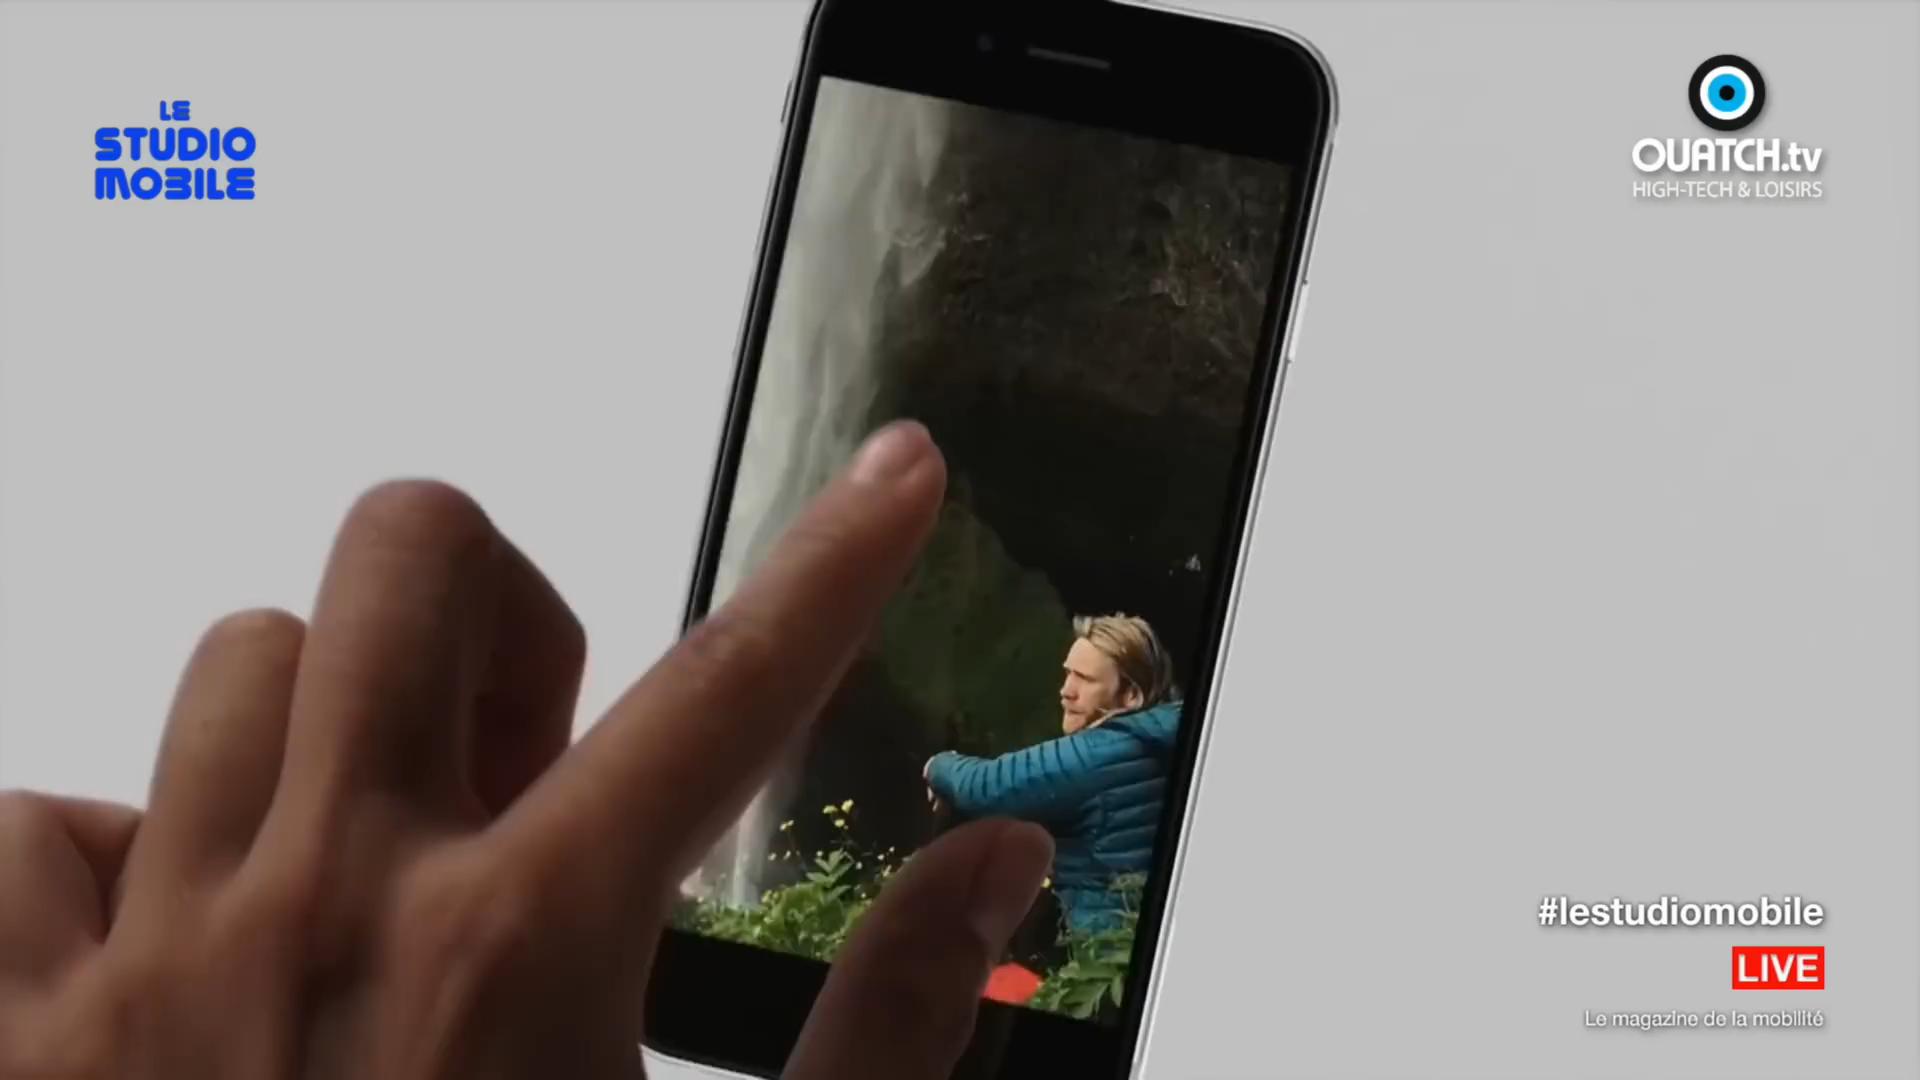 LE
STUDIO
MOBILE
OUATCH.tv
HIGH-TECH & LOISIRS
#lestudiomobile
LIVE
Le magazine de la mobilité